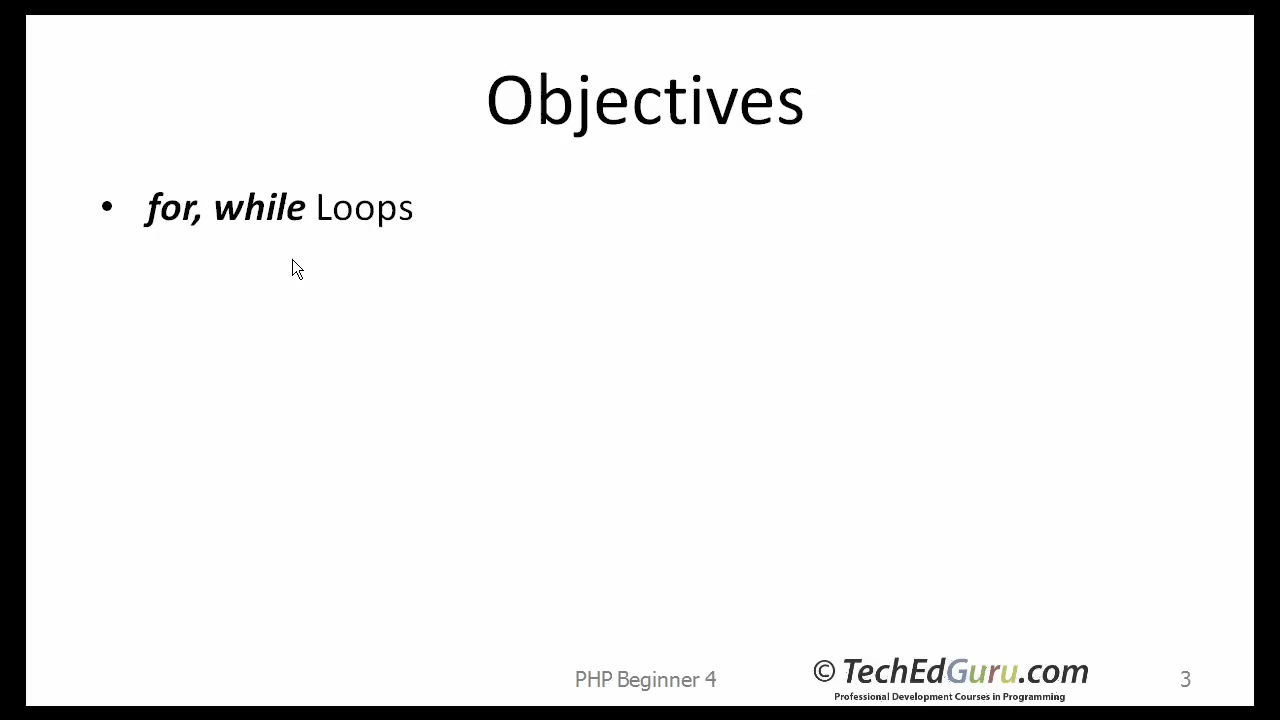 Objectives
• for, while Loops
PHP Beginner 4
© TechEdGuru.com
Professional Development Courses in Programming
3